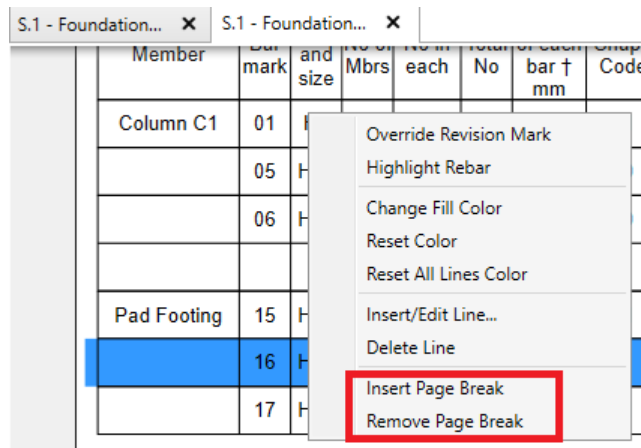 S.1 - Foundation... X S.1 - Foundation... X
Member Bar mark and size No of Mbrs No in each Total No of each bar † mm Shap Code
Column C1 01
05 H
06 H
Pad Footing 15 H
16 H
17 H
Override Revision Mark
Highlight Rebar
Change Fill Color
Reset Color
Reset All Lines Color
Insert/Edit Line...
Delete Line
Insert Page Break
Remove Page Break